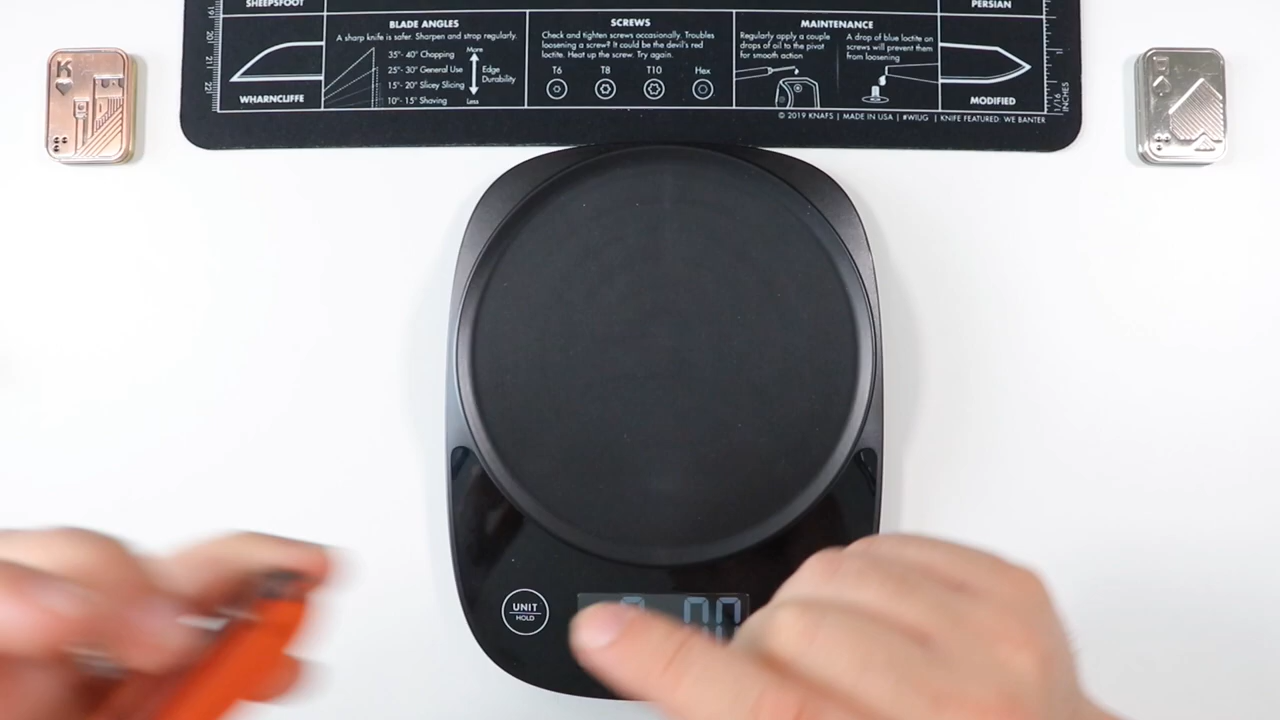 SHEEPSFOOT
PERSIAN
19
20
21
22
BLADE ANGLES
A sharp knife is safer. Sharpen and strop regularly.
35°- 40° Chopping
25°- 30° General Use
15°- 20° Slicey Slicing
10°- 15° Shaving
More
Edge
Durability
Less
SCREWS
Check and tighten screws occasionally. Troubles
loosening a screw? It could be the devil's red
loctite. Heat up the screw. Try again.
T6 T8 T10 Hex
MAINTENANCE
Regularly apply a couple
drops of oil to the pivot
for smooth action
A drop of blue loctite on
screws will prevent them
from loosening
WHARNCLIFFE
MODIFIED
1
1/16
INCHES
© 2019 KNAFS | MADE IN USA | #WIUG | KNIFE FEATURED: WE BANTER
K
UNIT
HOLD